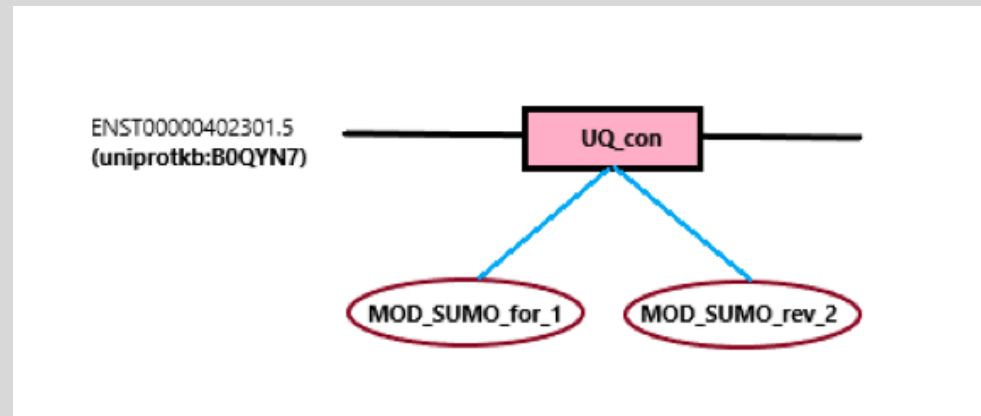 ENST00000402301.5
(uniprotkb:B0QYN7)
UQ_con
MOD_SUMO_for_1
MOD_SUMO_rev_2